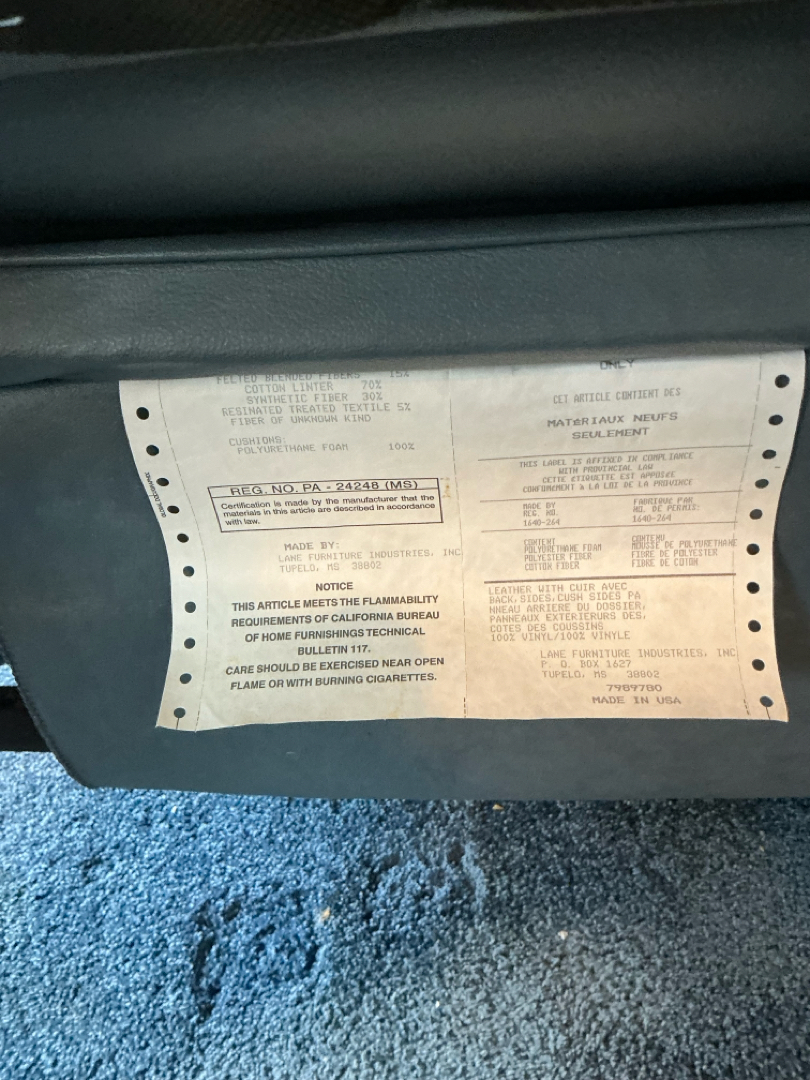 FELTED BLENDED FIBERS 15%
COTTON LINTER 70%
SYNTHETIC FIBER 30%
RESINATED TREATED TEXTILE 5%
FIBER OF UNKNOWN KIND
CUSHIONS:
POLYURETHANE FOAM 100%
REG. NO. PA - 24248 (MS)
Certification is made by the manufacturer that the
materials in this article are described in accordance
with law.
MADE BY:
LANE FURNITURE INDUSTRIES, INC
TUPELO, MS 38802
NOTICE
THIS ARTICLE MEETS THE FLAMMABILITY
REQUIREMENTS OF CALIFORNIA BUREAU
OF HOME FURNISHINGS TECHNICAL
BULLETIN 117.
CARE SHOULD BE EXERCISED NEAR OPEN
FLAME OR WITH BURNING CIGARETTES.
ONLY
CET ARTICLE CONTIENT DES
MATéRIAUX NEUFS
SEULEMENT
THIS LABEL IS AFFIXED IN COMPLIANCE
WITH PROVINCIAL LAW
CETTE éTIQUETTE EST APPOSéE
CONFORMéMENT à LA LOI DE LA PROVINCE
MADE BY
REG. NO.
1640-264
FABRIQUE PAR
NO. DE PERMIS:
1640-264
CONTENT
POLYURETHANE FOAM
POLYESTER FIBER
COTTON FIBER
CONTENU
MOUSSE DE POLYURETHANE
FIBRE DE POLYESTER
FIBRE DE COTON
LEATHER WITH CUIR AVEC
BACK,SIDES,CUSH SIDES PA
NNEAU ARRIERE DU DOSSIER,
PANNEAUX EXTERIEURS DES,
COTES DES COUSSINS
100% VINYL/100% VINYLE
LANE FURNITURE INDUSTRIES, INC
P. O. BOX 1627
TUPELO, MS 38802
7989780
MADE IN USA